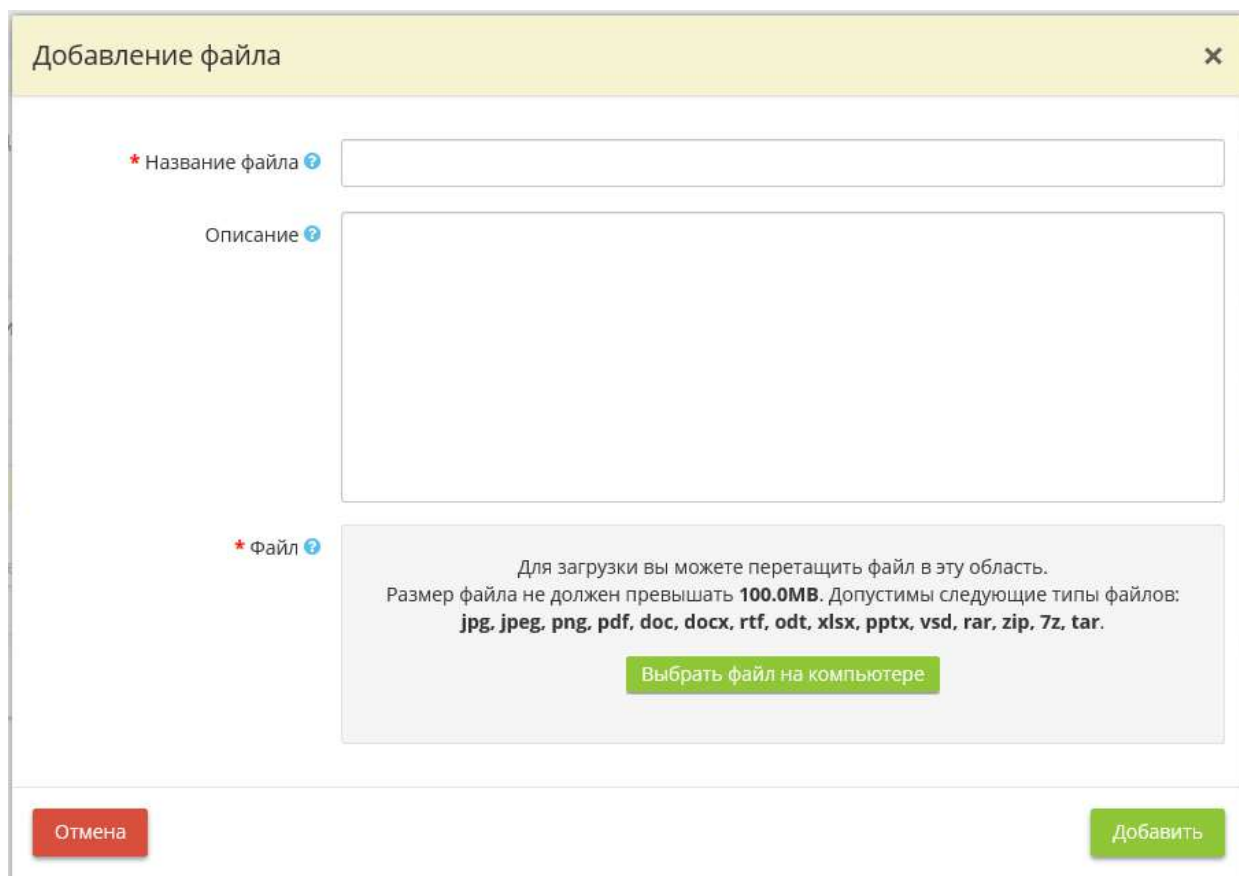 Добавление файла
* Название файла
Описание
* Файл
Для загрузки вы можете перетащить файл в эту область.
Размер файла не должен превышать 100.0MB. Допустимы следующие типы файлов:
jpg, jpeg, png, pdf, doc, docx, rtf, odt, xlsx, pptx, vsd, rar, zip, 7z, tar.
Выбрать файл на компьютере
Отмена
Добавить